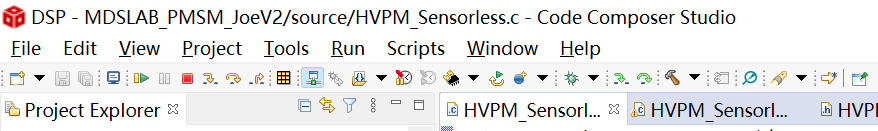 DSP - MDSLAB_PMSM_JoeV2/source/HVPM_Sensorless.c - Code Composer Studio
File Edit View Project Tools Run Scripts Window Help
Project Explorer HVPM_Sensorl... HVPM_Sensorl... HVP